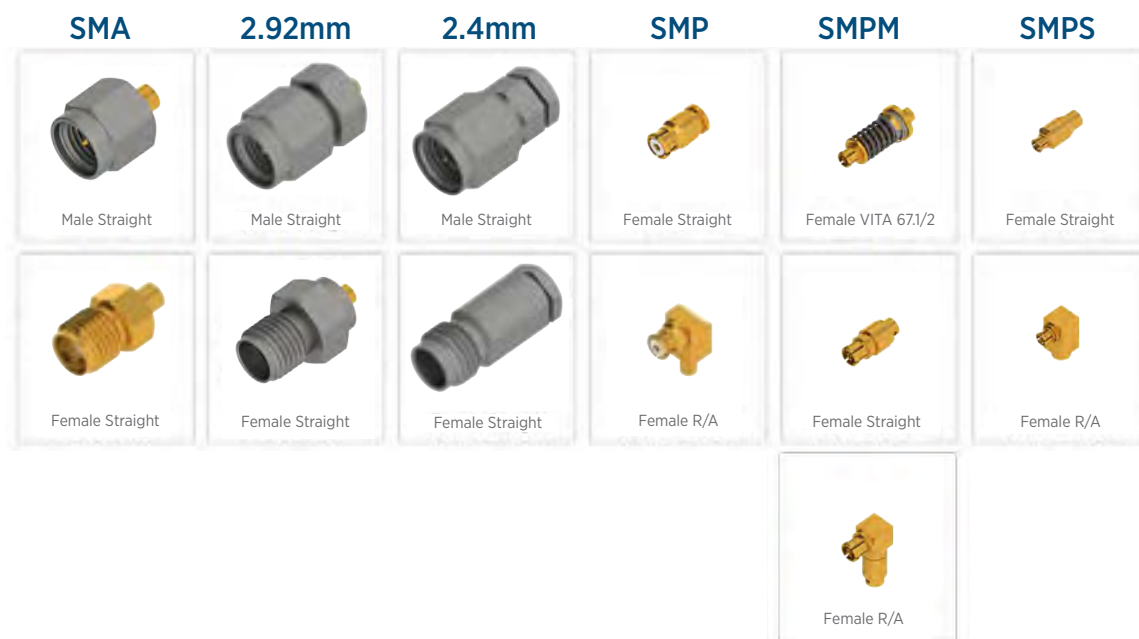 SMA 2.92mm 2.4mm SMP SMPM SMPS
Male Straight Male Straight Male Straight Female Straight Female VITA 67.1/2 Female Straight
Female Straight Female Straight Female Straight Female R/A Female Straight Female R/A
Female R/A